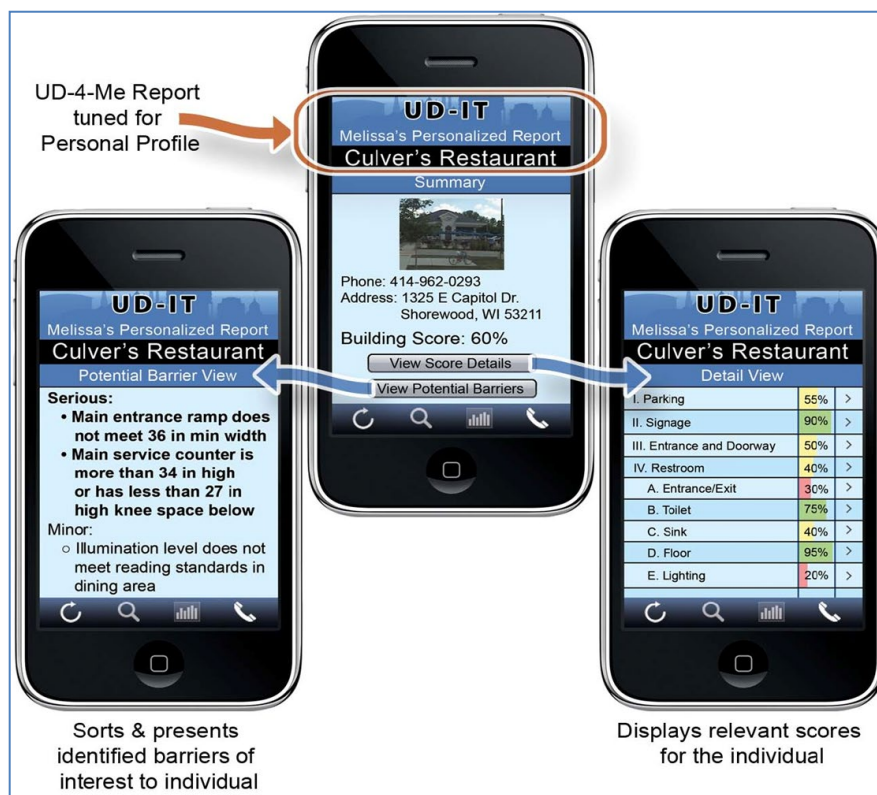 UD-4-Me Report
tuned for
Personal Profile
UD-IT
Melissa's Personalized Report
Culver's Restaurant
Summary
Phone: 414-962-0293
Address: 1325 E Capitol Dr.
Shorewood, WI 53211
Building Score: 60%
View Score Details
View Potential Barriers
UD-IT
Melissa's Personalized Report
Culver's Restaurant
Potential Barrier View
Serious:
• Main entrance ramp does
not meet 36 in min width
• Main service counter is
more than 34 in high
or has less than 27 in
high knee space below
Minor:
○ Illumination level does not
meet reading standards in
dining area
Sorts & presents
identified barriers of
interest to individual
UD-IT
Melissa's Personalized Report
Culver's Restaurant
Detail View
I. Parking 55% >
II. Signage 90% >
III. Entrance and Doorway 50% >
IV. Restroom 40% >
A. Entrance/Exit 30% >
B. Toilet 75% >
C. Sink 40% >
D. Floor 95% >
E. Lighting 20% >
Displays relevant scores
for the individual